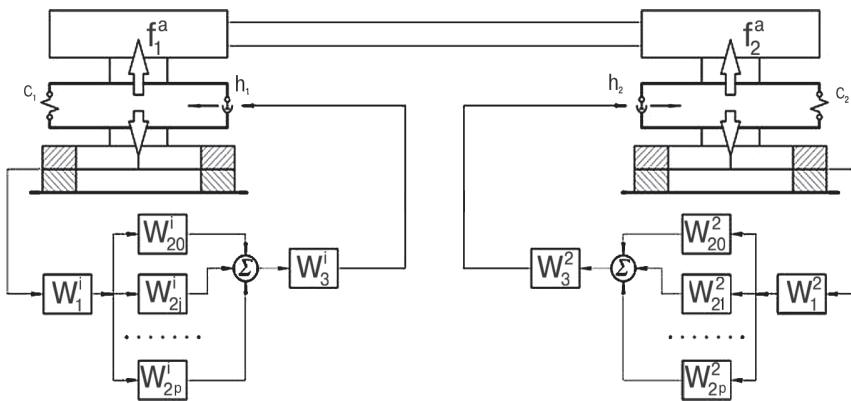 f₁ᵃ f₂ᵃ
c₁ h₁ h₂ c₂
W₂₀ⁱ W₂₀²
W₁ⁱ W₂ⱼⁱ Σ W₃ⁱ W₃² Σ W₂₁² W₁²
W₂ₚⁱ W₂ₚ²